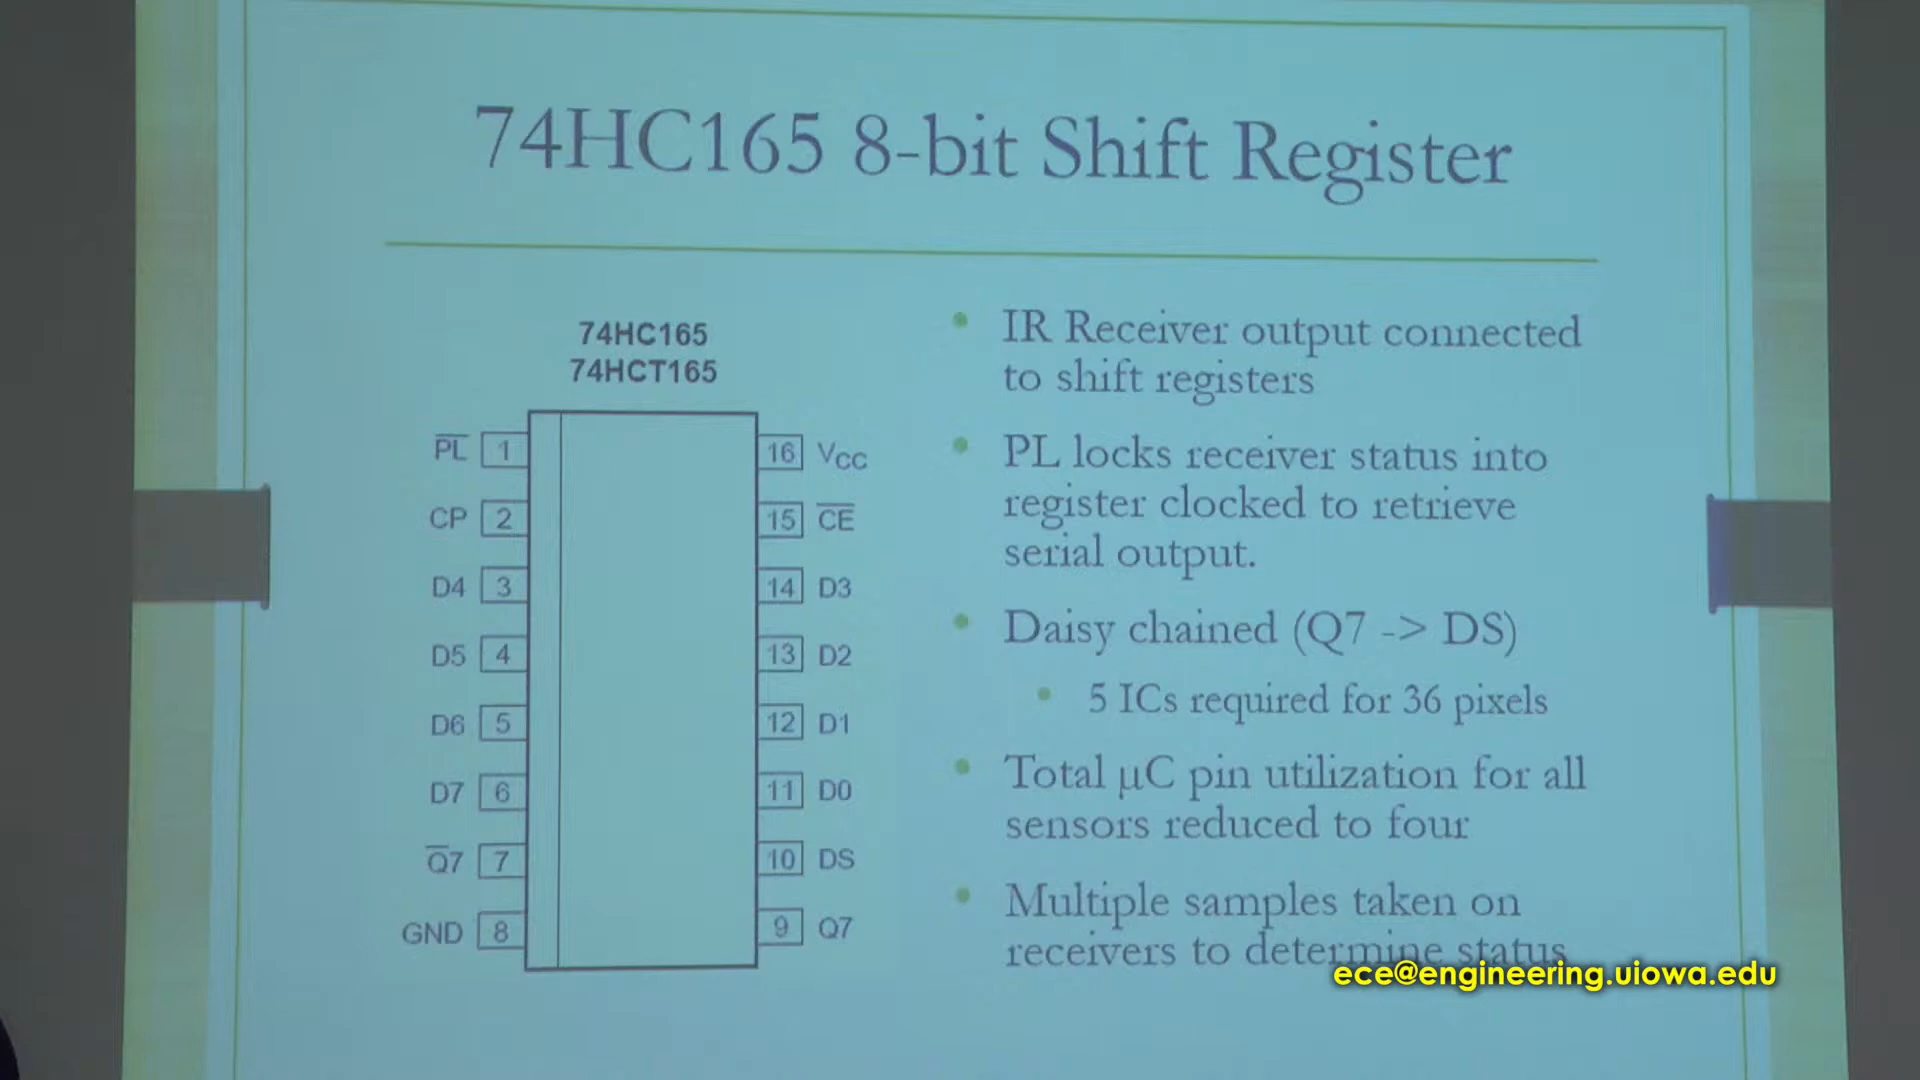 74HC165 8-bit Shift Register
74HC165
74HCT165
PL 1
CP 2
D4 3
D5 4
D6 5
D7 6
Q7 7
GND 8
16 VCC
15 CE
14 D3
13 D2
12 D1
11 D0
10 DS
9 Q7
• IR Receiver output connected
to shift registers
• PL locks receiver status into
register clocked to retrieve
serial output.
• Daisy chained (Q7 -> DS)
• 5 ICs required for 36 pixels
• Total µC pin utilization for all
sensors reduced to four
• Multiple samples taken on
receivers to determine status
ece@engineering.uiowa.edu